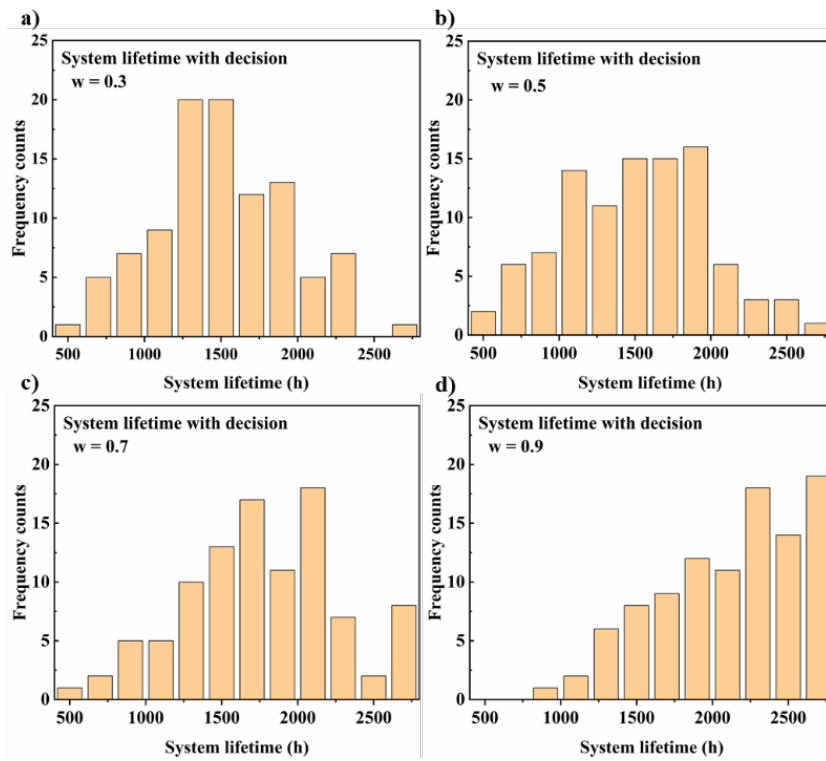 a)
System lifetime with decision
w = 0.3
Frequency counts
25
20
15
10
5
0
500 1000 1500 2000 2500
System lifetime (h)
b)
System lifetime with decision
w = 0.5
Frequency counts
25
20
15
10
5
0
500 1000 1500 2000 2500
System lifetime (h)
c)
System lifetime with decision
w = 0.7
Frequency counts
25
20
15
10
5
0
500 1000 1500 2000 2500
System lifetime (h)
d)
System lifetime with decision
w = 0.9
Frequency counts
25
20
15
10
5
0
500 1000 1500 2000 2500
System lifetime (h)